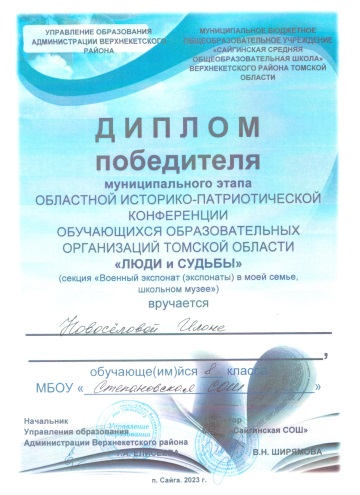 УПРАВЛЕНИЕ ОБРАЗОВАНИЯ
АДМИНИСТРАЦИИ ВЕРХНЕКЕТСКОГО
РАЙОНА
МУНИЦИПАЛЬНОЕ БЮДЖЕТНОЕ
ОБЩЕОБРАЗОВАТЕЛЬНОЕ УЧРЕЖДЕНИЕ
«САЙГИНСКАЯ СРЕДНЯЯ
ОБЩЕОБРАЗОВАТЕЛЬНАЯ ШКОЛА»
ВЕРХНЕКЕТСКОГО РАЙОНА ТОМСКОЙ
ОБЛАСТИ
ДИПЛОМ
победителя
муниципального этапа
ОБЛАСТНОЙ ИСТОРИКО-ПАТРИОТИЧЕСКОЙ
КОНФЕРЕНЦИИ
ОБУЧАЮЩИХСЯ ОБРАЗОВАТЕЛЬНЫХ
ОРГАНИЗАЦИЙ ТОМСКОЙ ОБЛАСТИ
«ЛЮДИ и СУДЬБЫ»
(секция «Военный экспонат (экспонаты) в моей семье,
школьном музее»)
вручается
Новосёловой Илоне
,
обучающе(им)йся 8 класса
МБОУ « Степановская СОШ »
Начальник
Управления образования
Администрации Верхнекетского района
Т.А. ЕЛИСЕЕВА
«Сайгинская СОШ»
В.Н. ШИРЯМОВА
п. Сайга. 2023 г.